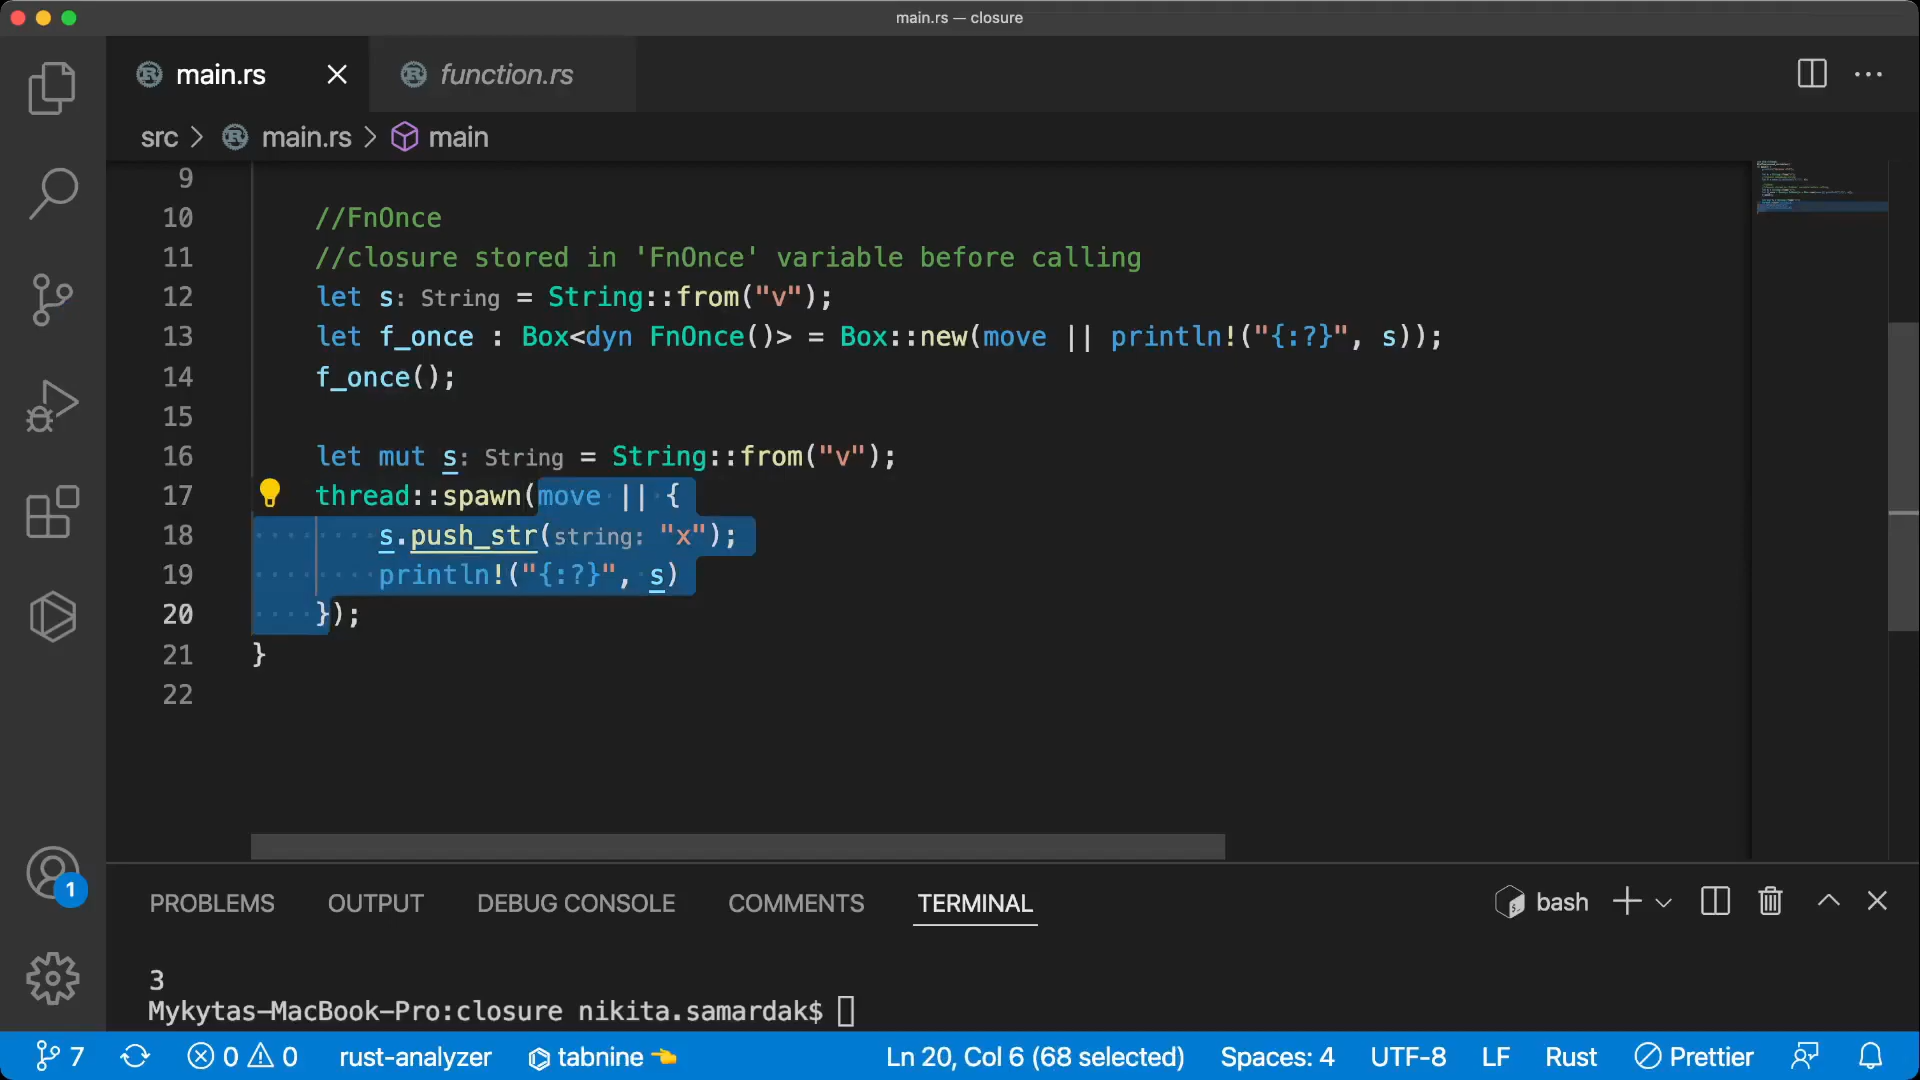 main.rs — closure
main.rs function.rs
src main.rs main
9
10 //FnOnce
11 //closure stored in 'FnOnce' variable before calling
12 let s: String = String::from("v");
13 let f_once : Box<dyn FnOnce()> = Box::new(move || println!("{:?}", s));
14 f_once();
15
16 let mut s: String = String::from("v");
17 thread::spawn(move || {
18 s.push_str(string: "x");
19 println!("{:?}", s)
20 });
21 }
22
1
PROBLEMS OUTPUT DEBUG CONSOLE COMMENTS TERMINAL bash
3
Mykytas-MacBook-Pro:closure nikita.samardak$
7 0 0 rust-analyzer tabnine Ln 20, Col 6 (68 selected) Spaces: 4 UTF-8 LF Rust Prettier